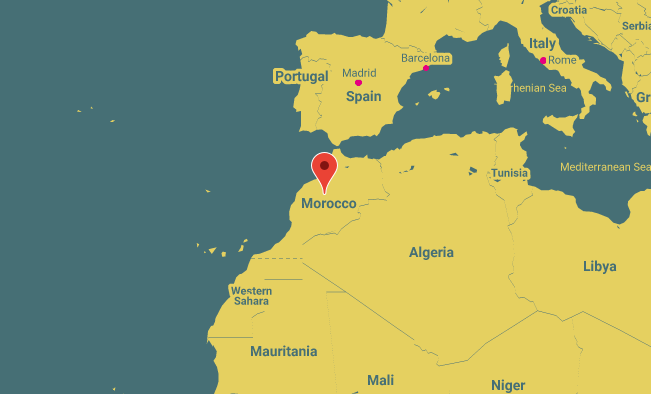 Croatia
Serbia
Italy
Rome
Barcelona
Madrid
Portugal
Spain
rhenian Sea
Gr
Mediterranean Sea
Tunisia
Morocco
Algeria
Libya
Western
Sahara
Mauritania
Mali
Niger